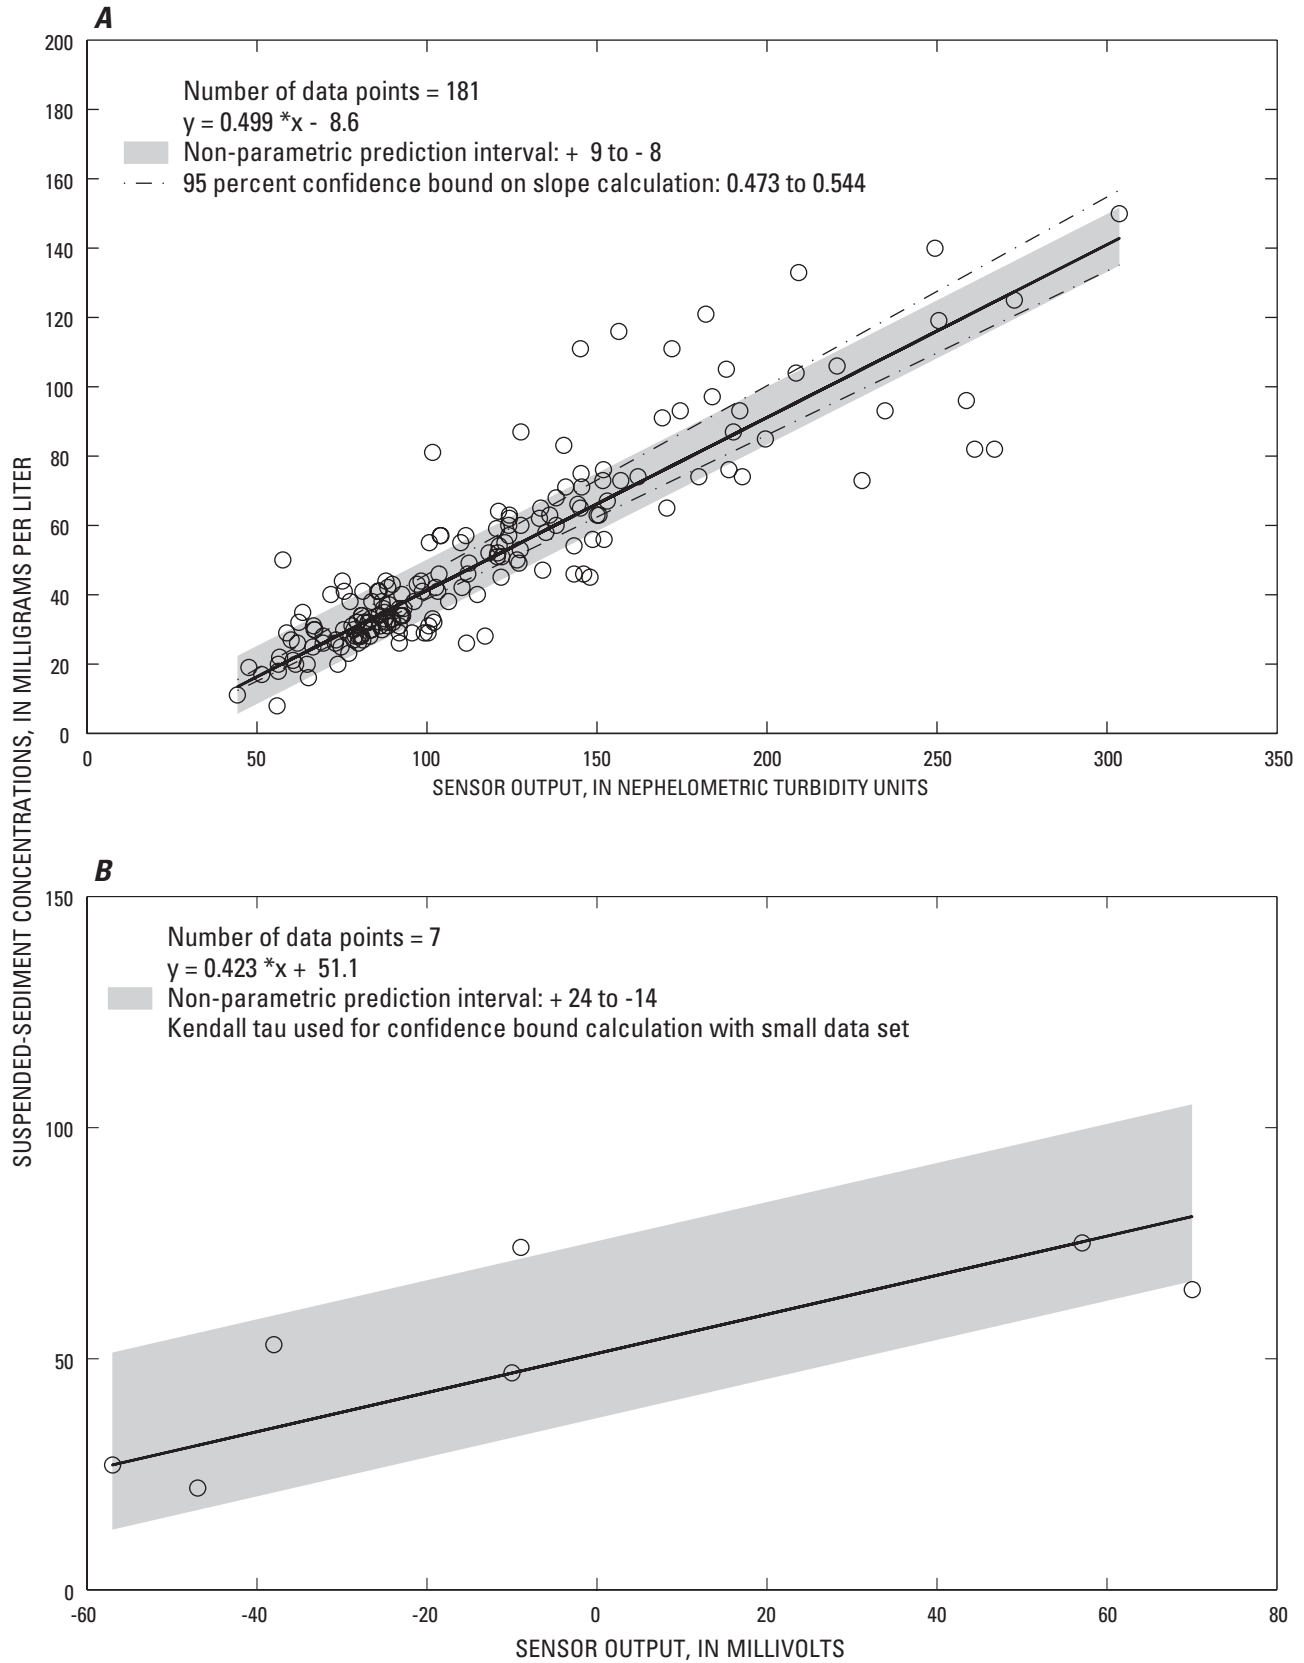 A
200
180
160
140
120
100
80
60
40
20
0
Number of data points = 181
y = 0.499 *x - 8.6
Non-parametric prediction interval: + 9 to - 8
95 percent confidence bound on slope calculation: 0.473 to 0.544
0 50 100 150 200 250 300 350
SENSOR OUTPUT, IN NEPHELOMETRIC TURBIDITY UNITS
SUSPENDED-SEDIMENT CONCENTRATIONS, IN MILLIGRAMS PER LITER
B
150
100
50
0
Number of data points = 7
y = 0.423 *x + 51.1
Non-parametric prediction interval: + 24 to -14
Kendall tau used for confidence bound calculation with small data set
-60 -40 -20 0 20 40 60 80
SENSOR OUTPUT, IN MILLIVOLTS